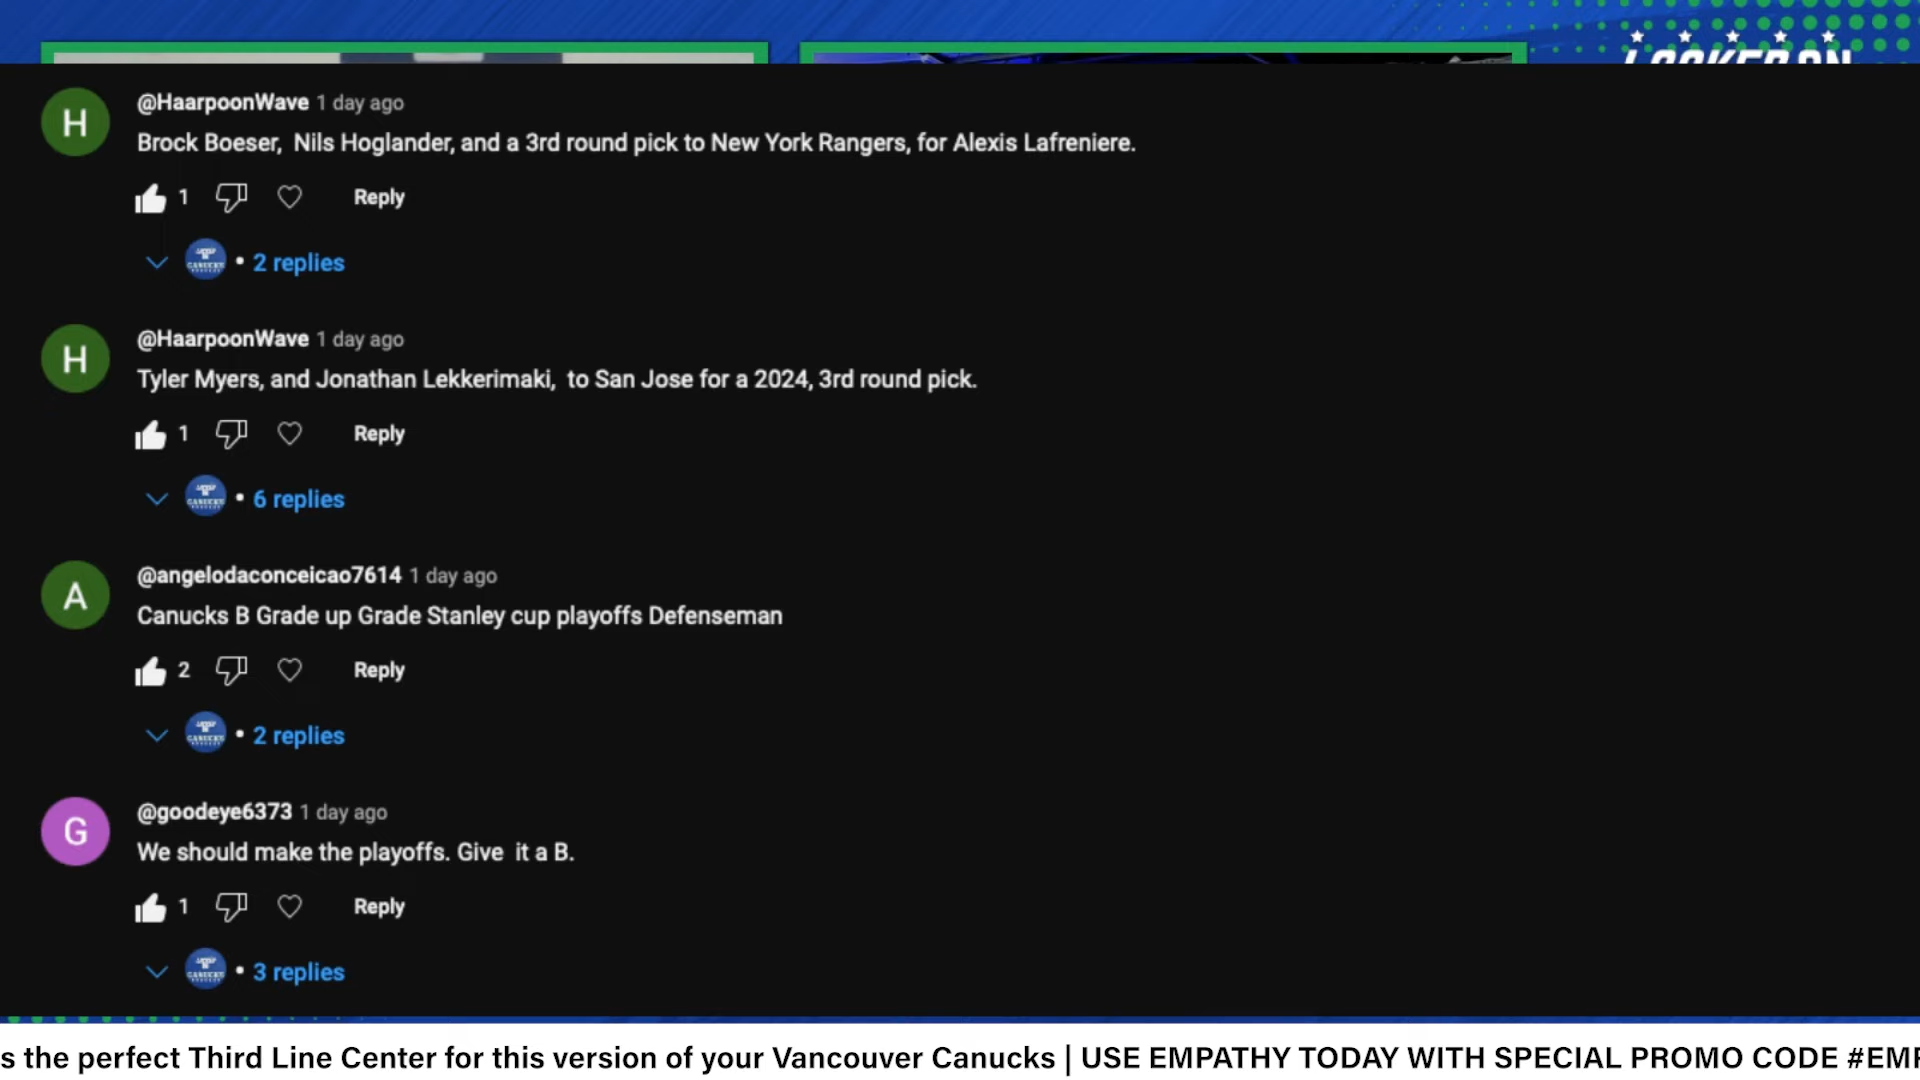 LOCKED ON
H
@HaarpoonWave 1 day ago
Brock Boeser,  Nils Hoglander, and a 3rd round pick to New York Rangers, for Alexis Lafreniere.
1 Reply
2 replies
H
@HaarpoonWave 1 day ago
Tyler Myers, and Jonathan Lekkerimaki,  to San Jose for a 2024, 3rd round pick.
1 Reply
6 replies
A
@angelodaconceicao7614 1 day ago
Canucks B Grade up Grade Stanley cup playoffs Defenseman
2 Reply
2 replies
G
@goodeye6373 1 day ago
We should make the playoffs. Give  it a B.
1 Reply
3 replies
s the perfect Third Line Center for this version of your Vancouver Canucks | USE EMPATHY TODAY WITH SPECIAL PROMO CODE #EMP